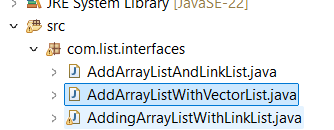 JRE System Library [JavaSE-22]
src
com.list.interfaces
AddArrayListAndLinkList.java
AddArrayListWithVectorList.java
AddingArrayListWithLinkList.java